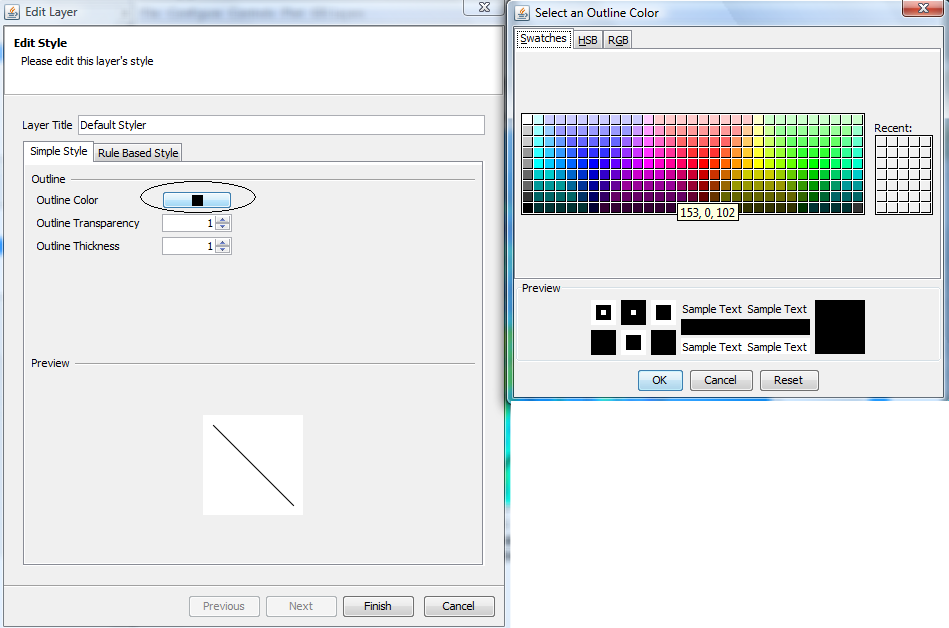 Edit Layer
Edit Style
Please edit this layer's style
Layer Title Default Styler
Simple Style Rule Based Style
Outline
Outline Color
Outline Transparency 1
Outline Thickness 1
Preview
Previous Next Finish Cancel
Select an Outline Color
Swatches HSB RGB
Recent:
153, 0, 102
Preview
Sample Text Sample Text
Sample Text Sample Text
OK Cancel Reset